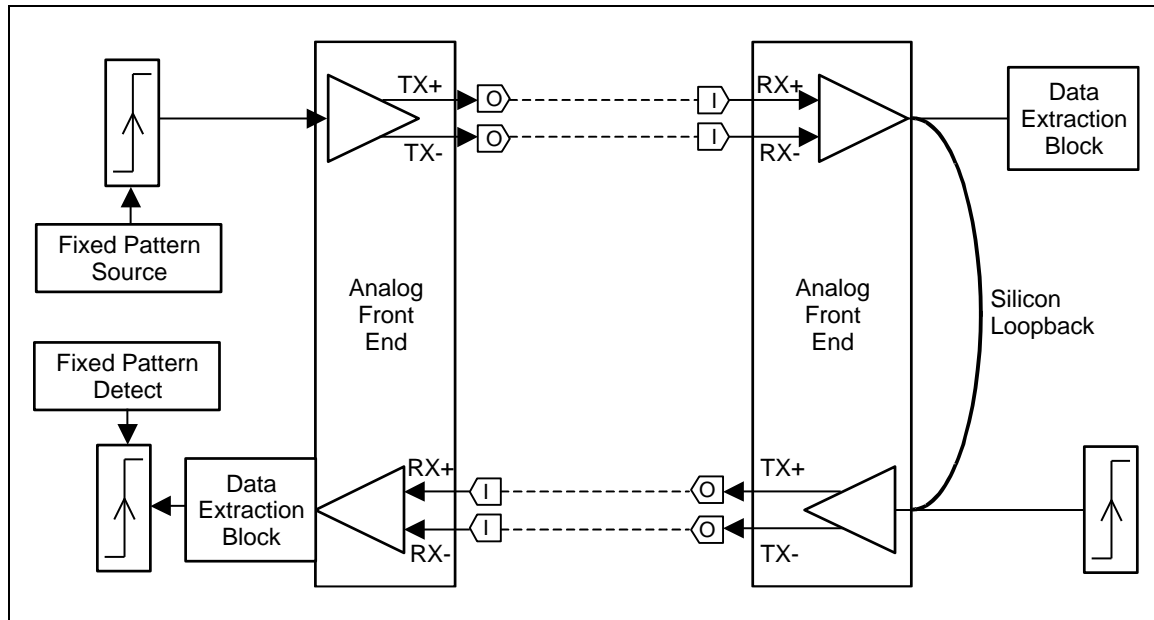 TX+
O
I
RX+
TX-
O
I
RX-
Data
Extraction
Block
Fixed Pattern
Source
Analog
Front
End
Analog
Front
End
Silicon
Loopback
Fixed Pattern
Detect
Data
Extraction
Block
RX+
I
O
TX+
RX-
I
O
TX-